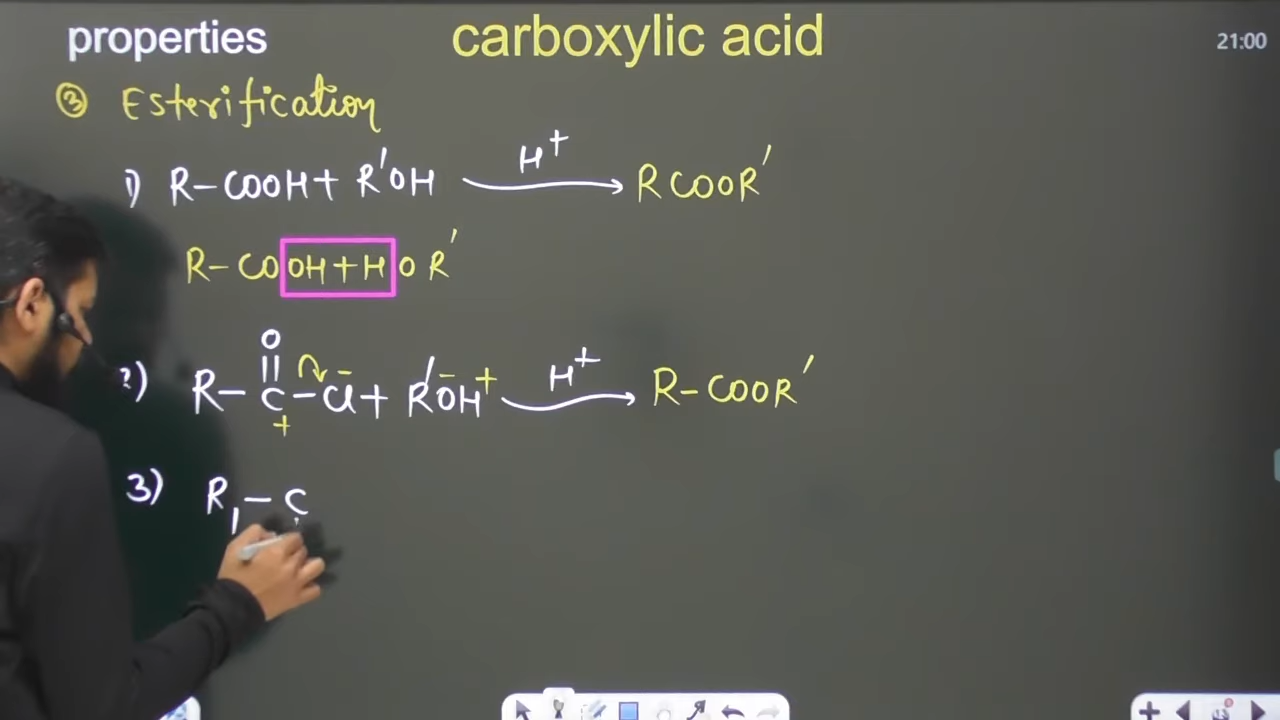 properties carboxylic acid 21:00
③ Esterification
1) R-COOH + R'OH H+ → RCOOR'
R-COOH+HOR'
2) R-C(=O)-Cl + R'OH H+ → R-COOR'
3) R₁-C